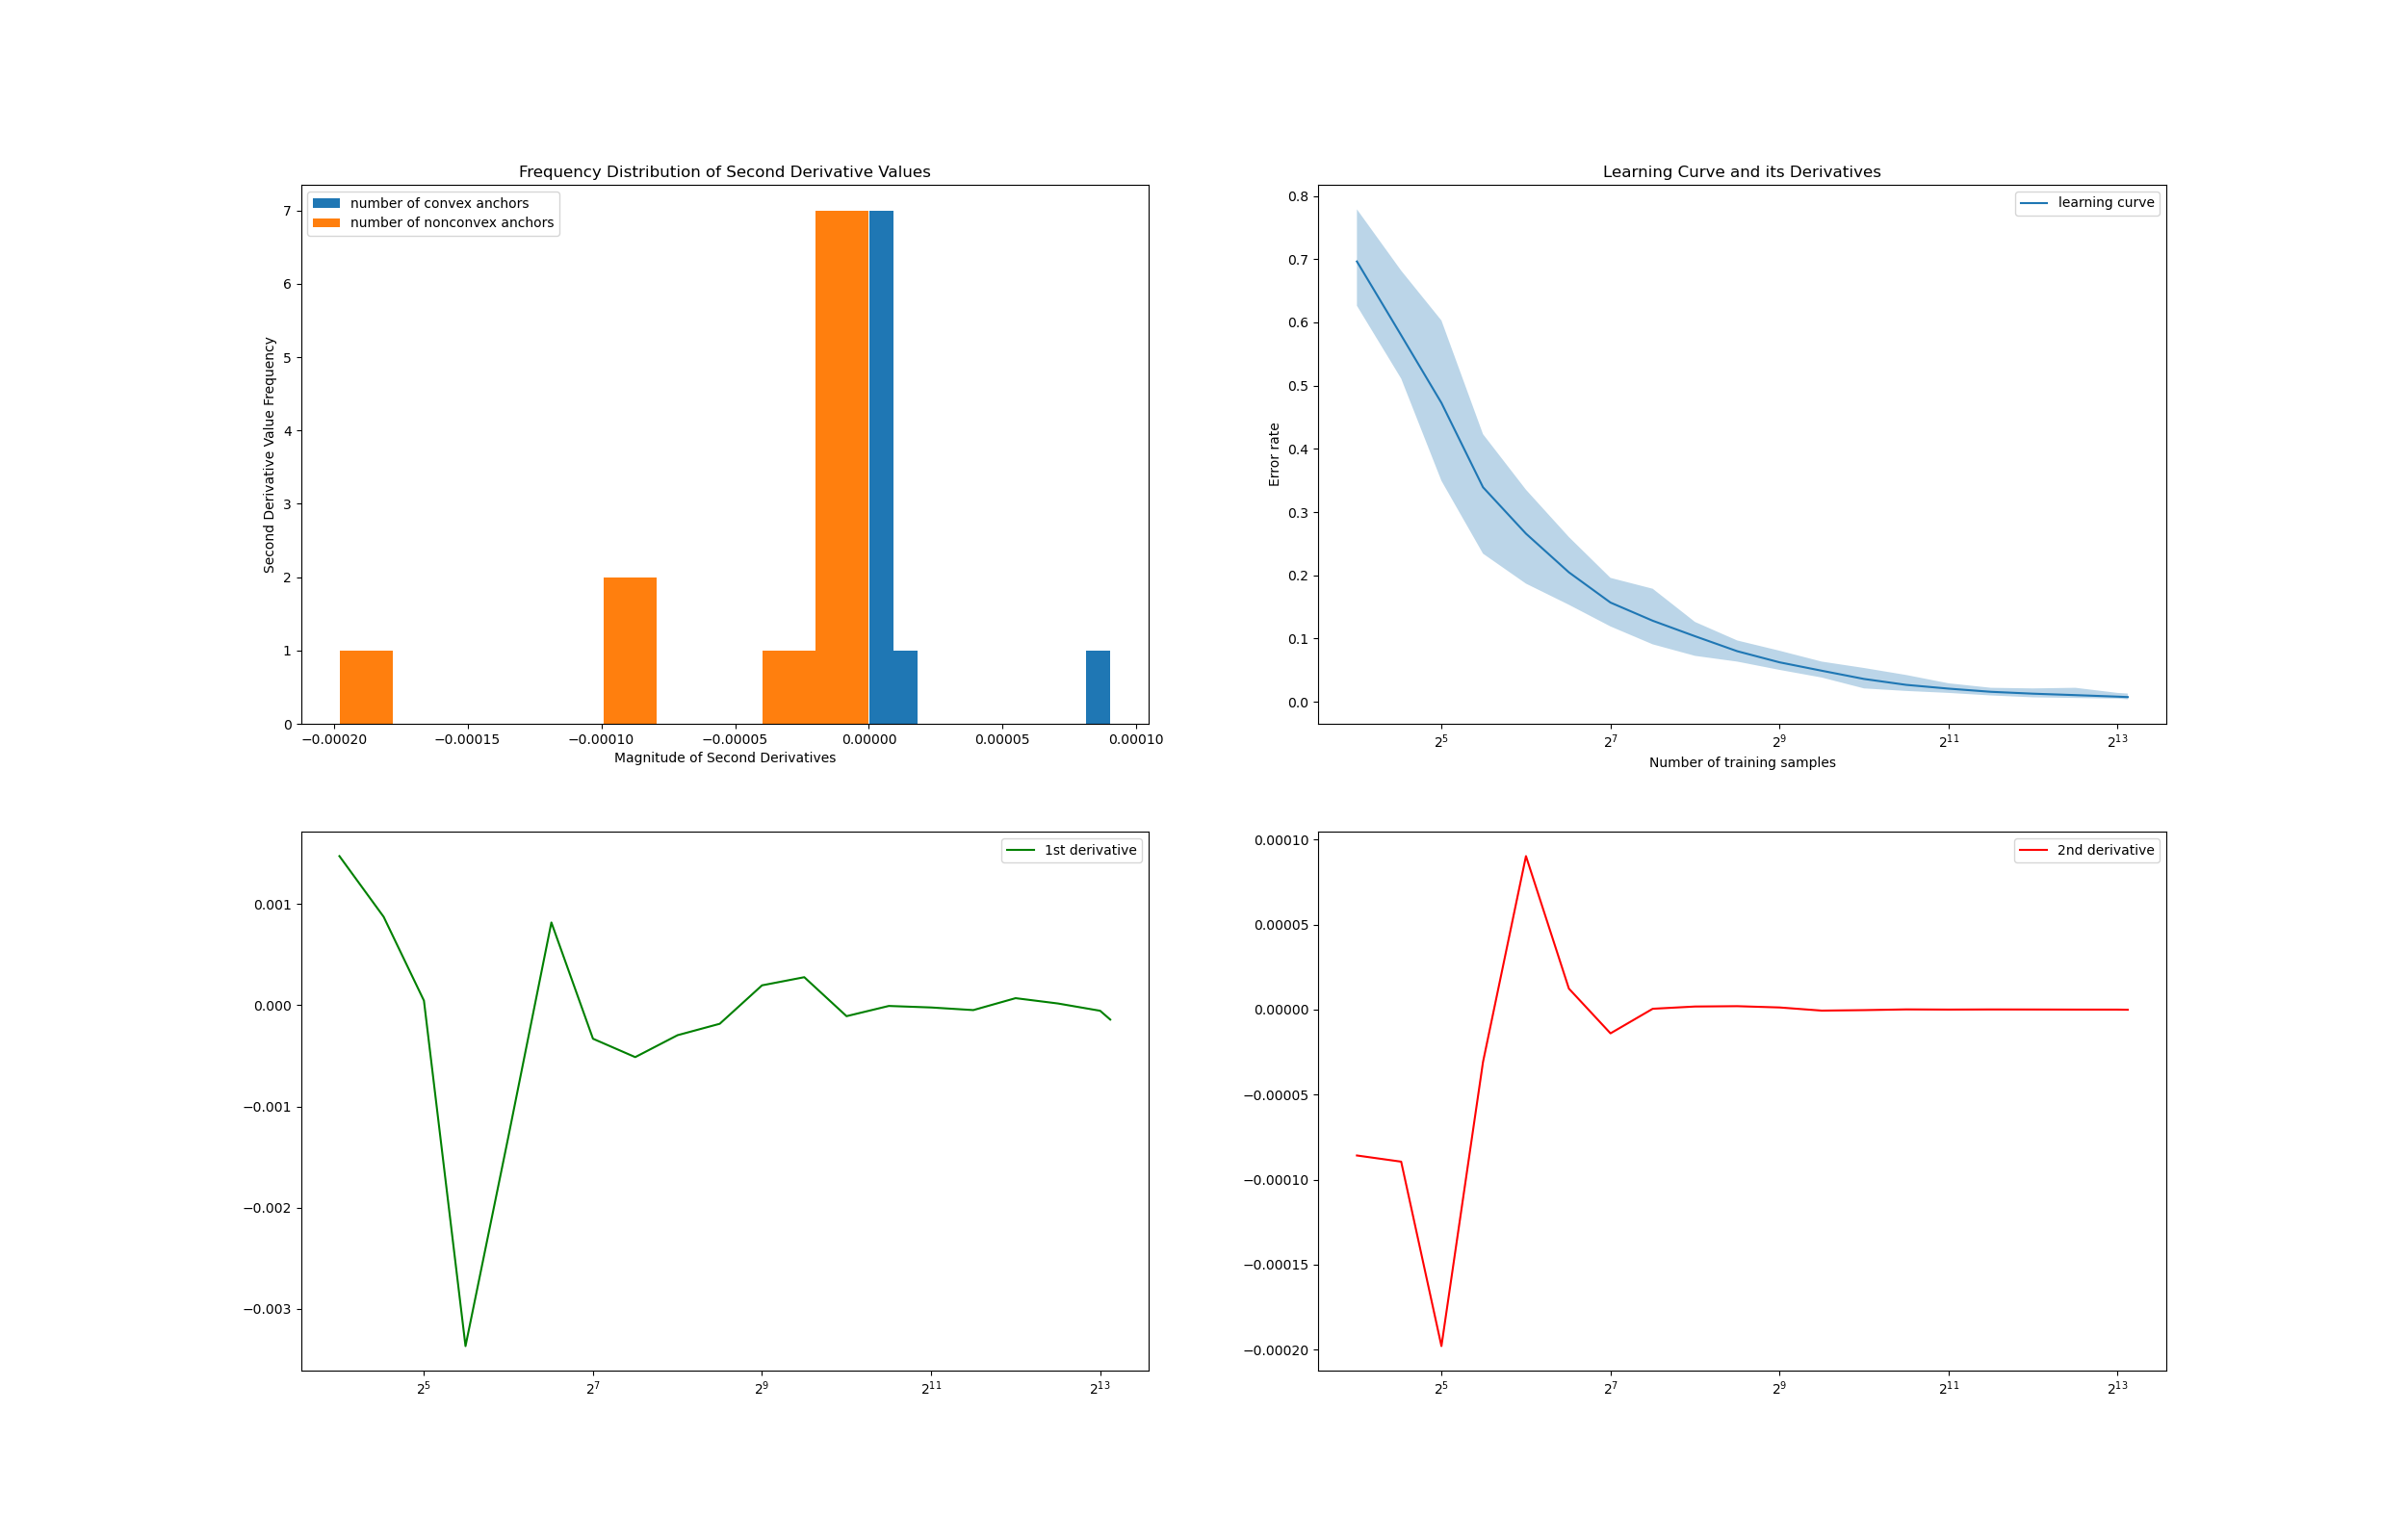 Frequency Distribution of Second Derivative Values
number of convex anchors
number of nonconvex anchors
7
6
5
4
3
2
1
0
Second Derivative Value Frequency
−0.00020 −0.00015 −0.00010 −0.00005 0.00000 0.00005 0.00010
Magnitude of Second Derivatives
Learning Curve and its Derivatives
learning curve
0.8
0.7
0.6
0.5
0.4
0.3
0.2
0.1
0.0
Error rate
2^5 2^7 2^9 2^11 2^13
Number of training samples
1st derivative
0.001
0.000
−0.001
−0.002
−0.003
2^5 2^7 2^9 2^11 2^13
2nd derivative
0.00010
0.00005
0.00000
−0.00005
−0.00010
−0.00015
−0.00020
2^5 2^7 2^9 2^11 2^13